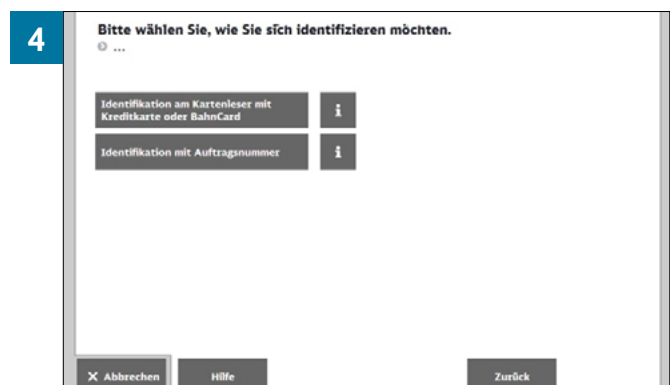 4
Bitte wählen Sie, wie Sie sich identifizieren möchten.
...
Identifikation am Kartenleser mit
Kreditkarte oder BahnCard
i
Identifikation mit Auftragsnummer
i
X Abbrechen
Hilfe
Zurück